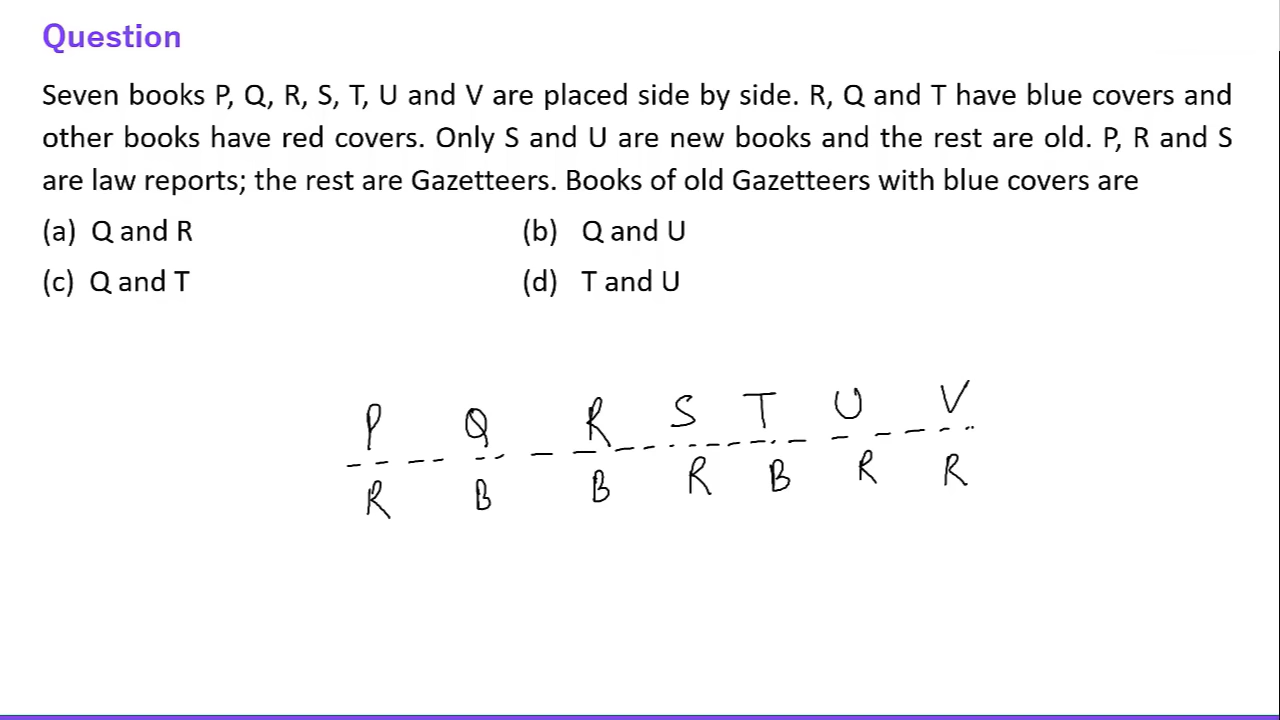 Question
Seven books P, Q, R, S, T, U and V are placed side by side. R, Q and T have blue covers and
other books have red covers. Only S and U are new books and the rest are old. P, R and S
are law reports; the rest are Gazetteers. Books of old Gazetteers with blue covers are
(a) Q and R (b) Q and U
(c) Q and T (d) T and U
P Q R S T U V
R B B R B R R